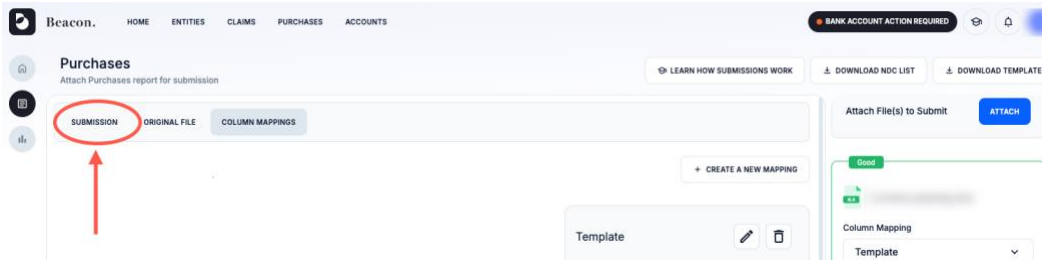 Beacon. HOME ENTITIES CLAIMS PURCHASES ACCOUNTS BANK ACCOUNT ACTION REQUIRED
Purchases
Attach Purchases report for submission
LEARN HOW SUBMISSIONS WORK DOWNLOAD NDC LIST DOWNLOAD TEMPLATE
SUBMISSION ORIGINAL FILE COLUMN MAPPINGS
Attach File(s) to Submit ATTACH
+ CREATE A NEW MAPPING
Good
Template
Column Mapping
Template